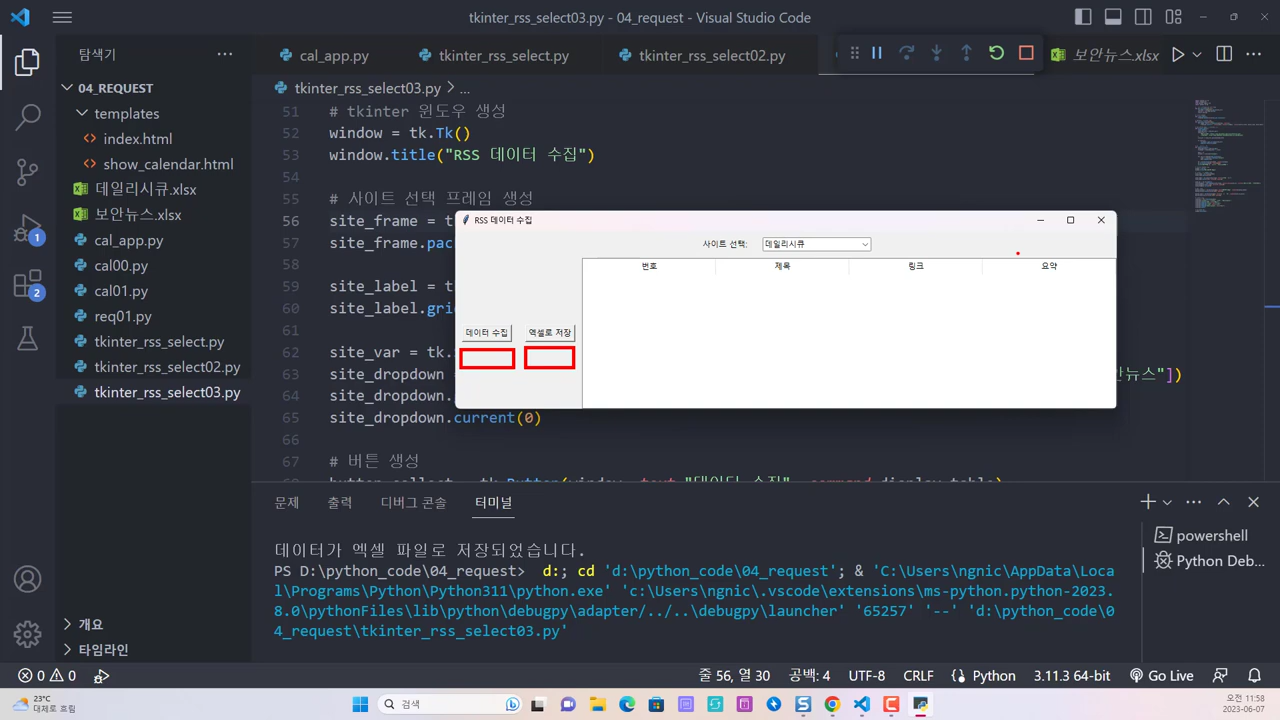 tkinter_rss_select03.py - 04_request - Visual Studio Code
탐색기
cal_app.py
tkinter_rss_select.py
tkinter_rss_select02.py
보안뉴스.xlsx
04_REQUEST
tkinter_rss_select03.py > ...
templates
index.html
show_calendar.html
데일리시큐.xlsx
보안뉴스.xlsx
cal_app.py
cal00.py
cal01.py
req01.py
tkinter_rss_select.py
tkinter_rss_select02.py
tkinter_rss_select03.py
1
2
51 # tkinter 윈도우 생성
52 window = tk.Tk()
53 window.title("RSS 데이터 수집")
54
55 # 사이트 선택 프레임 생성
56 site_frame = t
57 site_frame.pac
58
59 site_label = t
60 site_label.gri
61
62 site_var = tk.
63 site_dropdown
안뉴스"])
64 site_dropdown.
65 site_dropdown.current(0)
66
67 # 버튼 생성
RSS 데이터 수집
사이트 선택:
데일리시큐
번호
제목
링크
요약
데이터 수집
엑셀로 저장
문제
출력
디버그 콘솔
터미널
데이터가 엑셀 파일로 저장되었습니다.
PS D:\python_code\04_request> d:; cd 'd:\python_code\04_request'; & 'C:\Users\ngnic\AppData\Loca
l\Programs\Python\Python311\python.exe' 'c:\Users\ngnic\.vscode\extensions\ms-python.python-2023.
8.0\pythonFiles\lib\python\debugpy\adapter/../..\debugpy\launcher' '65257' '--' 'd:\python_code\0
4_request\tkinter_rss_select03.py'
powershell
Python Deb...
개요
타임라인
0
0
줄 56, 열 30
공백: 4
UTF-8
CRLF
Python
3.11.3 64-bit
Go Live
23°C
대체로 흐림
검색
오전 11:58
2023-06-07